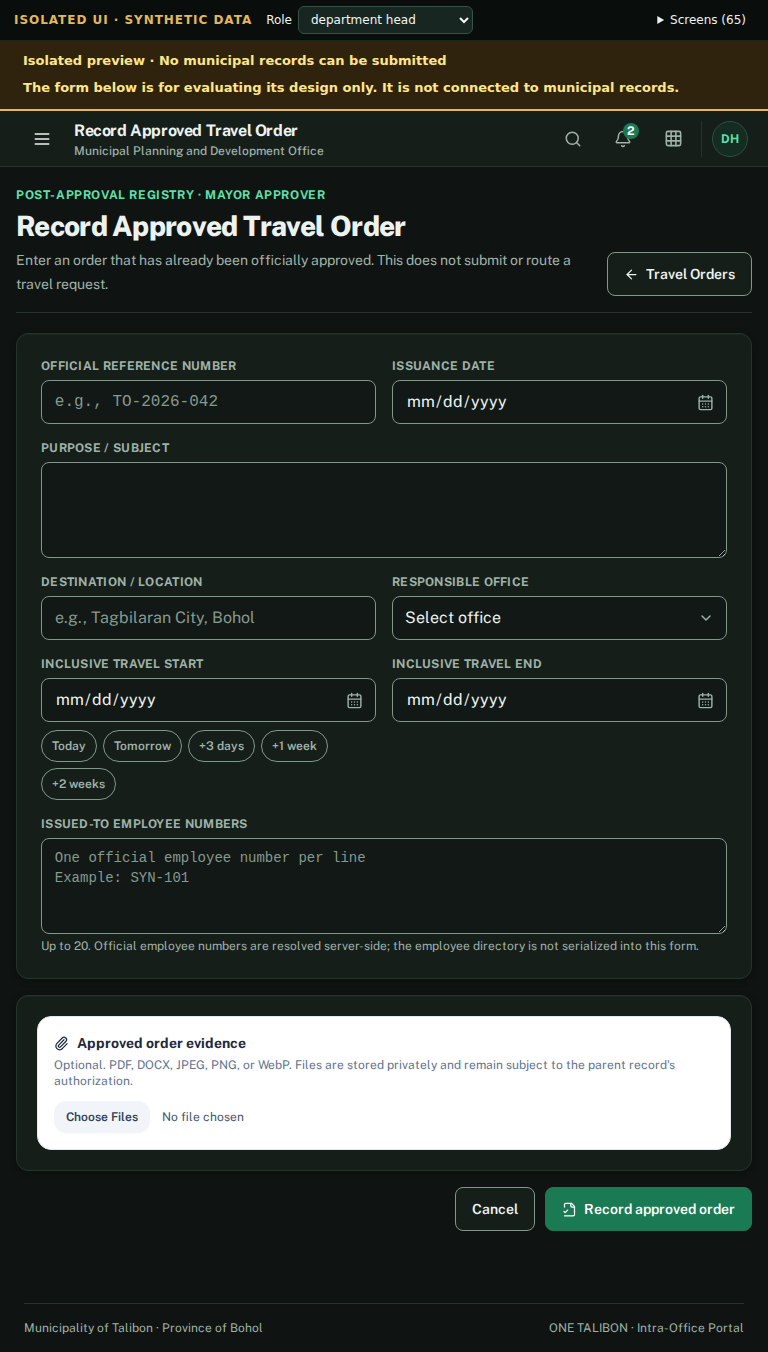 ISOLATED UI · SYNTHETIC DATA Role department head Screens (65)
Isolated preview · No municipal records can be submitted
The form below is for evaluating its design only. It is not connected to municipal records.
Record Approved Travel Order
Municipal Planning and Development Office
2
DH
POST-APPROVAL REGISTRY · MAYOR APPROVER
Record Approved Travel Order
Enter an order that has already been officially approved. This does not submit or route a
travel request.
Travel Orders
OFFICIAL REFERENCE NUMBER ISSUANCE DATE
e.g., TO-2026-042 mm/dd/yyyy
PURPOSE / SUBJECT
DESTINATION / LOCATION RESPONSIBLE OFFICE
e.g., Tagbilaran City, Bohol Select office
INCLUSIVE TRAVEL START INCLUSIVE TRAVEL END
mm/dd/yyyy mm/dd/yyyy
Today Tomorrow +3 days +1 week
+2 weeks
ISSUED-TO EMPLOYEE NUMBERS
One official employee number per line
Example: SYN-101
Up to 20. Official employee numbers are resolved server-side; the employee directory is not serialized into this form.
Approved order evidence
Optional. PDF, DOCX, JPEG, PNG, or WebP. Files are stored privately and remain subject to the parent record's
authorization.
Choose Files No file chosen
Cancel Record approved order
Municipality of Talibon · Province of Bohol ONE TALIBON · Intra-Office Portal